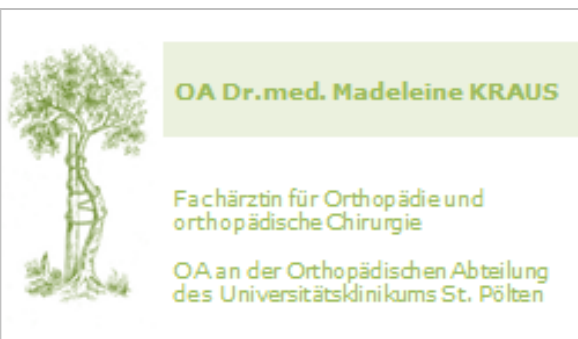 OA Dr.med. Madeleine KRAUS
Fachärztin für Orthopädie und
orthopädische Chirurgie
OA an der Orthopädischen Abteilung
des Universitätsklinikums St. Pölten